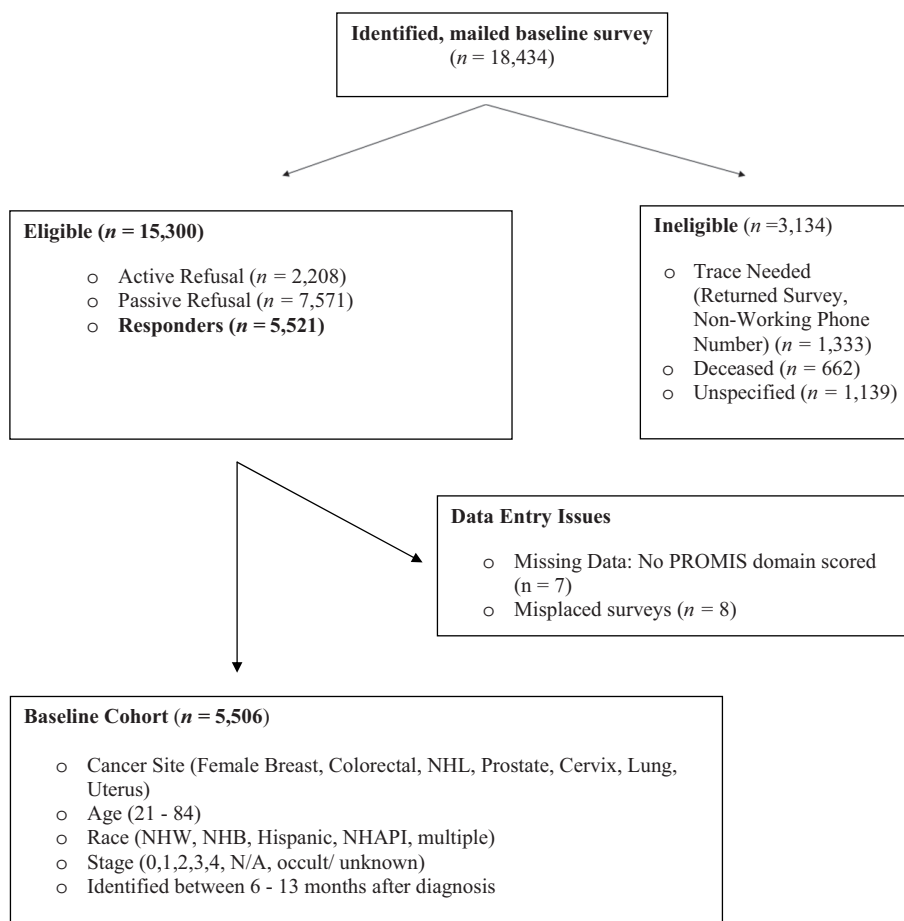 Identified, mailed baseline survey
(n = 18,434)
Eligible (n = 15,300)
o Active Refusal (n = 2,208)
o Passive Refusal (n = 7,571)
o Responders (n = 5,521)
Ineligible (n =3,134)
o Trace Needed
(Returned Survey,
Non-Working Phone
Number) (n = 1,333)
o Deceased (n = 662)
o Unspecified (n = 1,139)
Data Entry Issues
o Missing Data: No PROMIS domain scored
(n = 7)
o Misplaced surveys (n = 8)
Baseline Cohort (n = 5,506)
o Cancer Site (Female Breast, Colorectal, NHL, Prostate, Cervix, Lung,
Uterus)
o Age (21 - 84)
o Race (NHW, NHB, Hispanic, NHAPI, multiple)
o Stage (0,1,2,3,4, N/A, occult/ unknown)
o Identified between 6 - 13 months after diagnosis